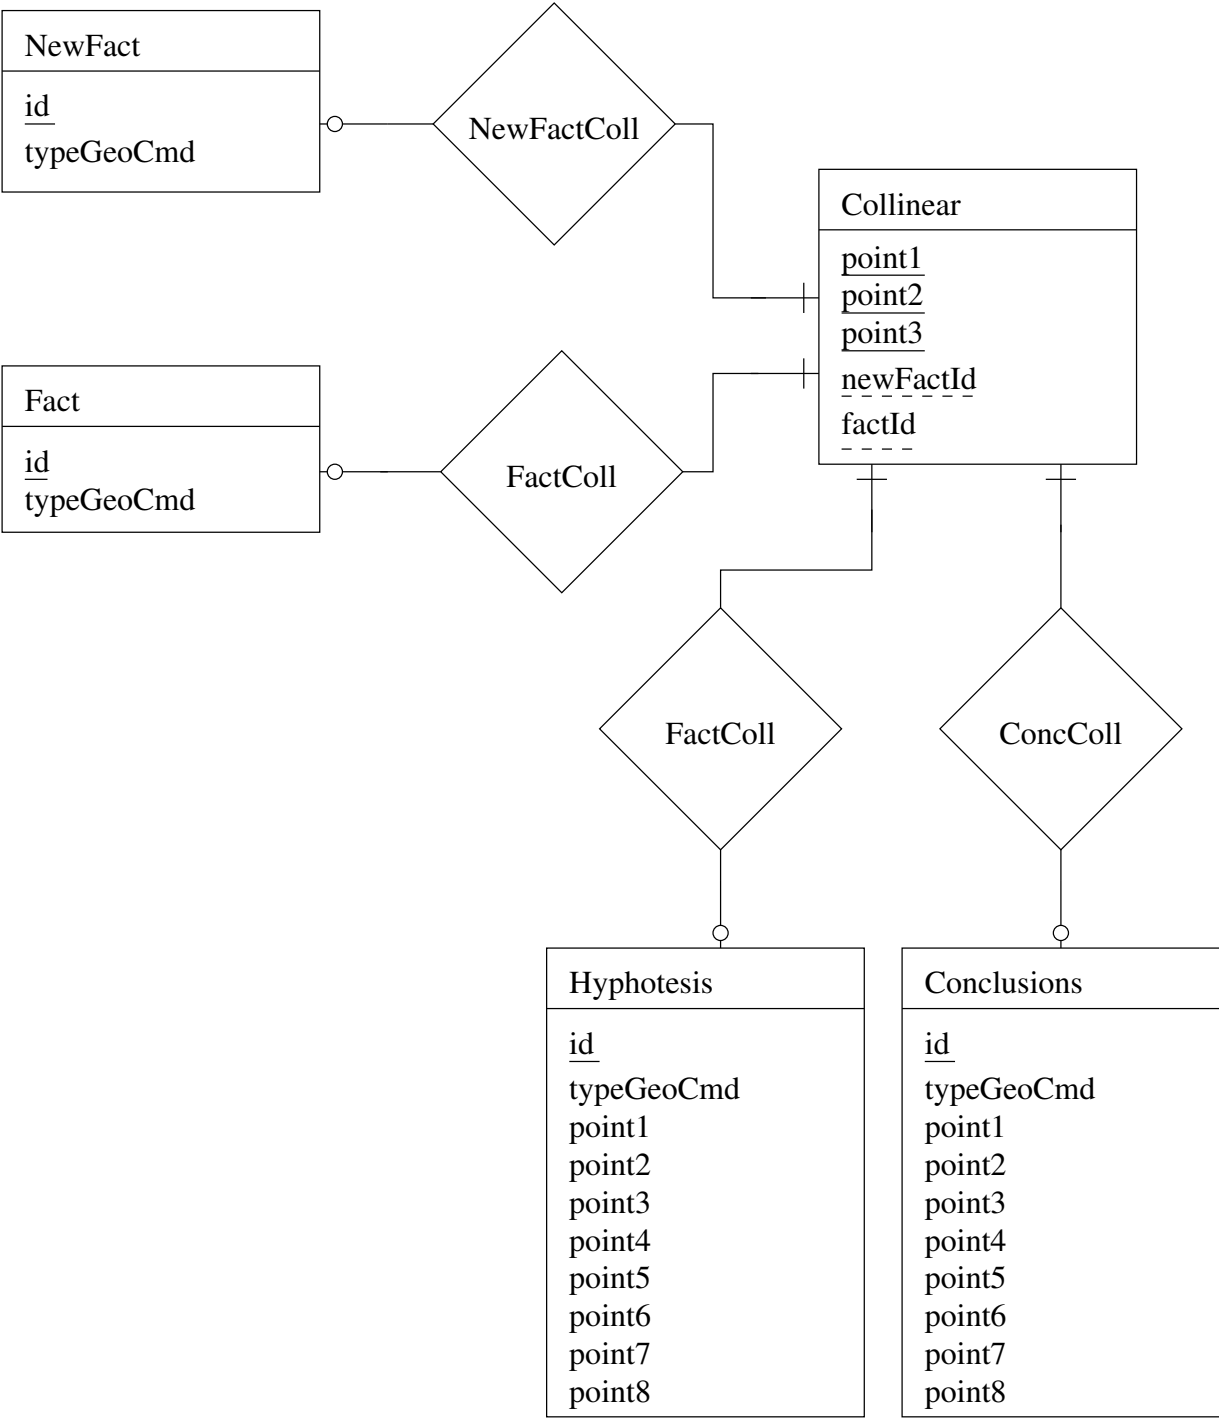 NewFact
id
typeGeoCmd
NewFactColl
Collinear
point1
point2
point3
newFactId
factId
Fact
id
typeGeoCmd
FactColl
FactColl
ConcColl
Hyphotesis
id
typeGeoCmd
point1
point2
point3
point4
point5
point6
point7
point8
Conclusions
id
typeGeoCmd
point1
point2
point3
point4
point5
point6
point7
point8